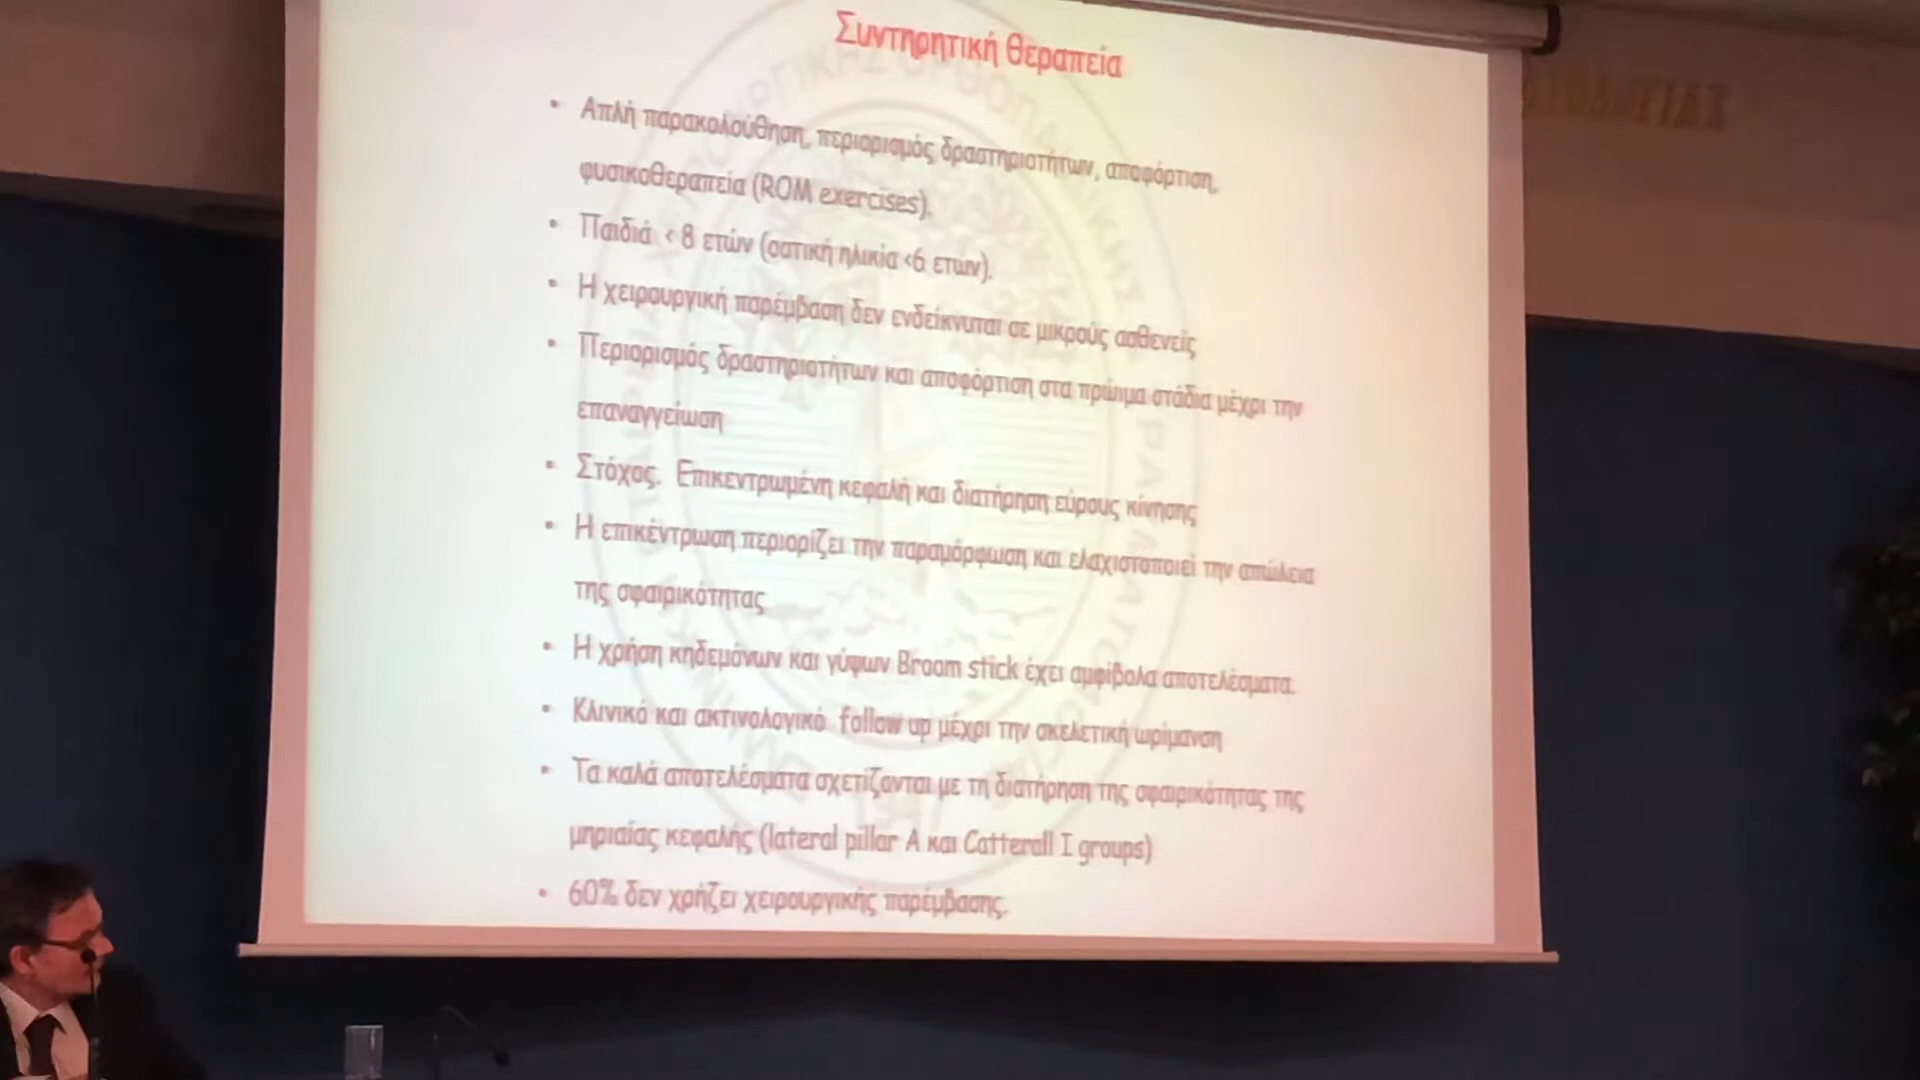 Συντηρητική θεραπεία
• Απλή παρακολούθηση, περιορισμός δραστηριοτήτων, αποφόρτιση,
φυσικοθεραπεία (ROM exercises).
• Παιδιά < 8 ετών (οστική ηλικία <6 ετων).
• Η χειρουργική παρέμβαση δεν ενδείκνυται σε μικρούς ασθενείς
• Περιορισμός δραστηριοτήτων και αποφόρτιση στα πρώιμα στάδια μέχρι την
επαναγγείωση
• Στόχος. Επικεντρωμένη κεφαλή και διατήρηση εύρους κίνησης
• Η επικέντρωση περιορίζει την παραμόρφωση και ελαχιστοποιεί την απώλεια
της σφαιρικότητας
• Η χρήση κηδεμόνων και γύψων Broom stick έχει αμφίβολα αποτελέσματα.
• Κλινικό και ακτινολογικό follow up μέχρι την σκελετική ωρίμανση
• Τα καλά αποτελέσματα σχετίζονται με τη διατήρηση της σφαιρικότητας της
μηριαίας κεφαλής (lateral pillar A και Catterall I groups)
• 60% δεν χρήζει χειρουργικής παρέμβασης.